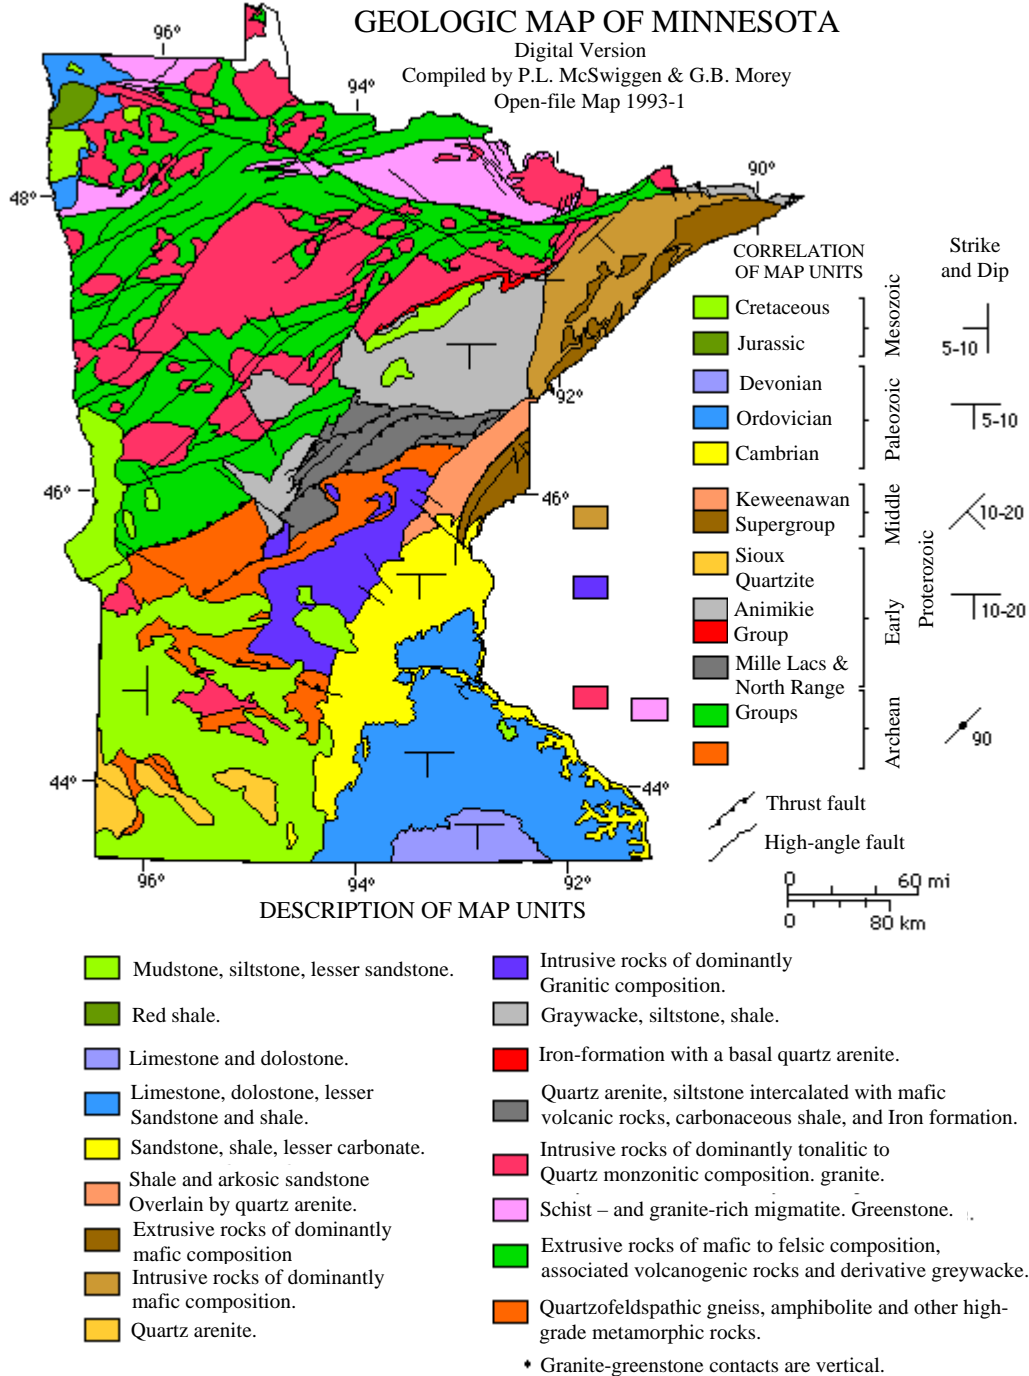 GEOLOGIC MAP OF MINNESOTA
Digital Version
Compiled by P.L. McSwiggen & G.B. Morey
Open-file Map 1993-1
96°
94°
90°
48°
92°
46°
46°
44°
44°
96°
94°
92°
CORRELATION
OF MAP UNITS
Strike
and Dip
Cretaceous
Jurassic
Mesozoic
5-10
Devonian
Ordovician
Cambrian
Paleozoic
5-10
Keweenawan
Supergroup
Middle
10-20
Sioux
Quartzite
Animikie
Group
Mille Lacs &
North Range
Groups
Early
Proterozoic
10-20
Archean
90
Thrust fault
High-angle fault
0 60 mi
0 80 km
DESCRIPTION OF MAP UNITS
Mudstone, siltstone, lesser sandstone.
Red shale.
Limestone and dolostone.
Limestone, dolostone, lesser
Sandstone and shale.
Sandstone, shale, lesser carbonate.
Shale and arkosic sandstone
Overlain by quartz arenite.
Extrusive rocks of dominantly
mafic composition
Intrusive rocks of dominantly
mafic composition.
Quartz arenite.
Intrusive rocks of dominantly
Granitic composition.
Graywacke, siltstone, shale.
Iron-formation with a basal quartz arenite.
Quartz arenite, siltstone intercalated with mafic
volcanic rocks, carbonaceous shale, and Iron formation.
Intrusive rocks of dominantly tonalitic to
Quartz monzonitic composition. granite.
Schist – and granite-rich migmatite. Greenstone.
Extrusive rocks of mafic to felsic composition,
associated volcanogenic rocks and derivative greywacke.
Quartzofeldspathic gneiss, amphibolite and other high-
grade metamorphic rocks.
Granite-greenstone contacts are vertical.